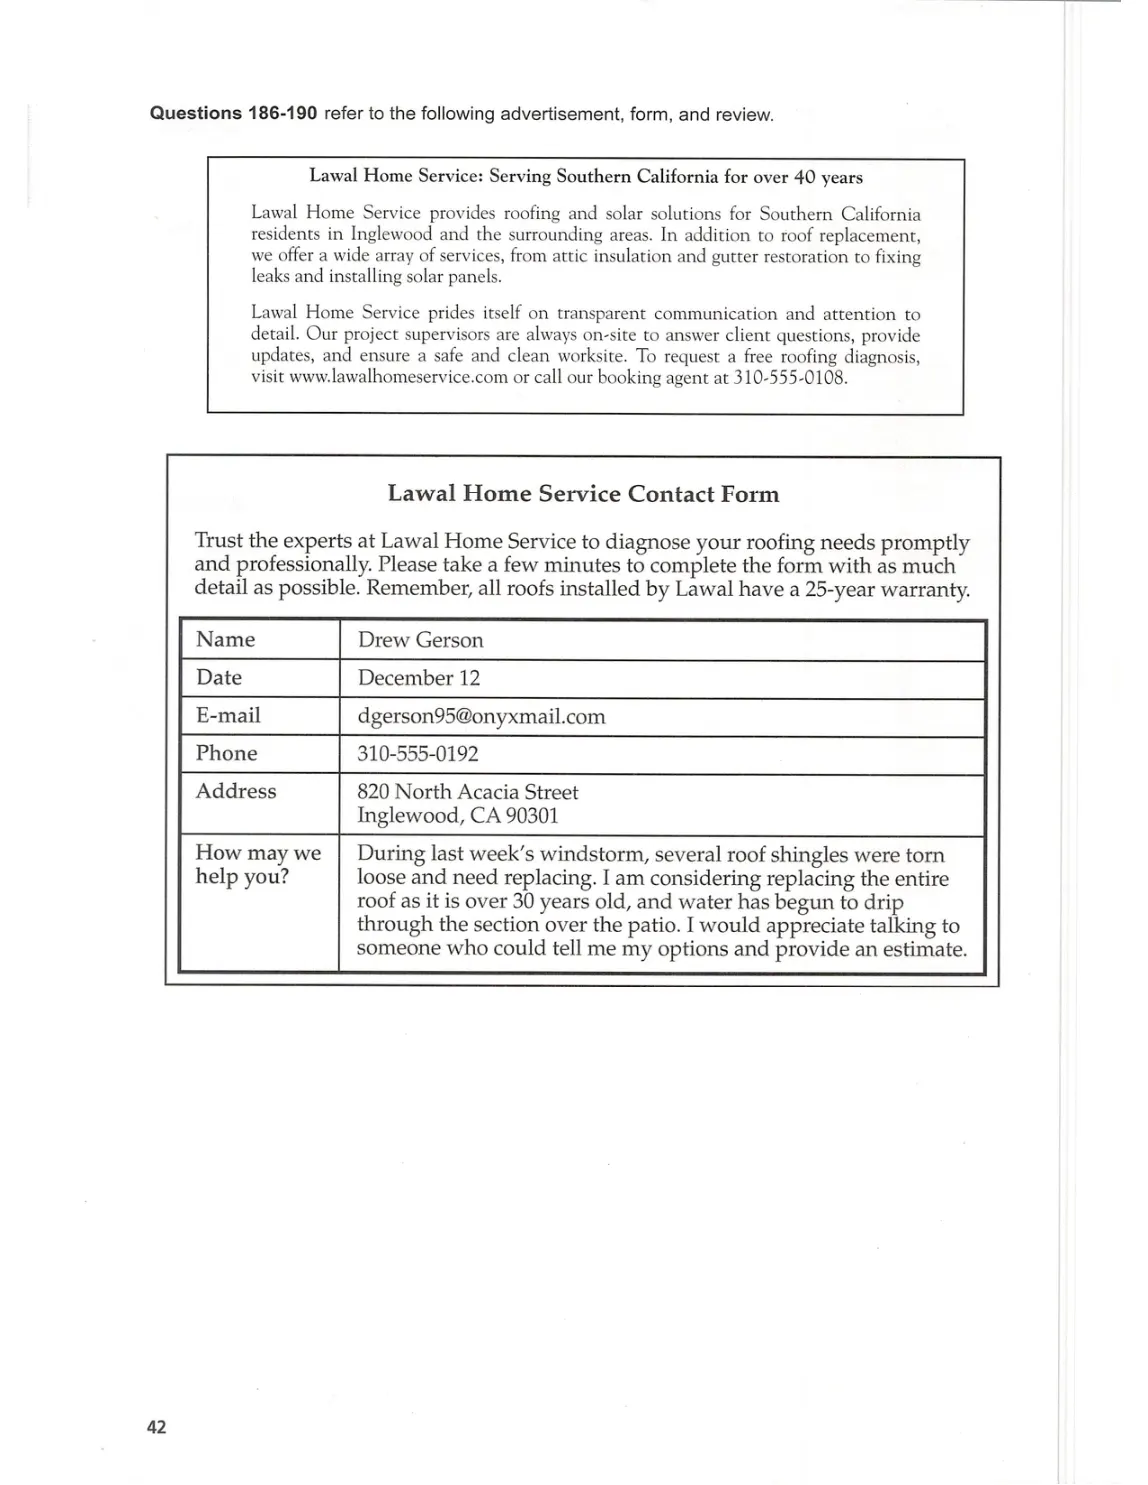 Questions 186-190 refer to the following advertisement, form, and review.
Lawal Home Service: Serving Southern California for over 40 years
Lawal Home Service provides roofing and solar solutions for Southern California
residents in Inglewood and the surrounding areas. In addition to roof replacement,
we offer a wide array of services, from attic insulation and gutter restoration to fixing
leaks and installing solar panels.
Lawal Home Service prides itself on transparent communication and attention to
detail. Our project supervisors are always on-site to answer client questions, provide
updates, and ensure a safe and clean worksite. To request a free roofing diagnosis,
visit www.lawalhomeservice.com or call our booking agent at 310-555-0108.
Lawal Home Service Contact Form
Trust the experts at Lawal Home Service to diagnose your roofing needs promptly
and professionally. Please take a few minutes to complete the form with as much
detail as possible. Remember, all roofs installed by Lawal have a 25-year warranty.
Name Drew Gerson
Date December 12
E-mail dgerson95@onyxmail.com
Phone 310-555-0192
Address 820 North Acacia Street
Inglewood, CA 90301
How may we During last week's windstorm, several roof shingles were torn
help you? loose and need replacing. I am considering replacing the entire
roof as it is over 30 years old, and water has begun to drip
through the section over the patio. I would appreciate talking to
someone who could tell me my options and provide an estimate.
42